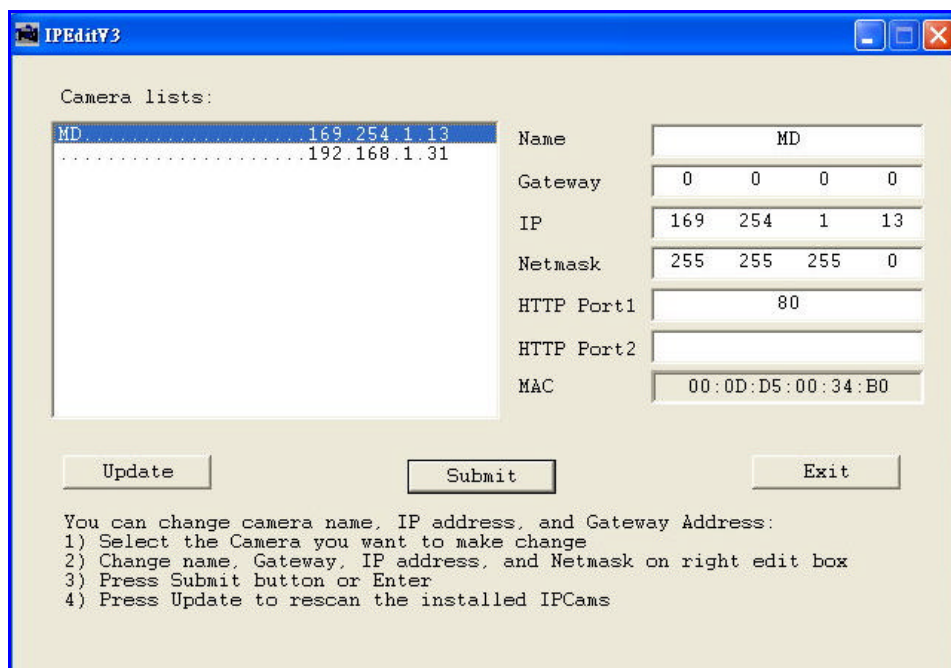 IPEditV3
Camera lists:
MD.....................169.254.1.13
.....................192.168.1.31
Name MD
Gateway 0 0 0 0
IP 169 254 1 13
Netmask 255 255 255 0
HTTP Port1 80
HTTP Port2
MAC 00:0D:D5:00:34:B0
Update Submit Exit
You can change camera name, IP address, and Gateway Address:
1) Select the Camera you want to make change
2) Change name, Gateway, IP address, and Netmask on right edit box
3) Press Submit button or Enter
4) Press Update to rescan the installed IPCams